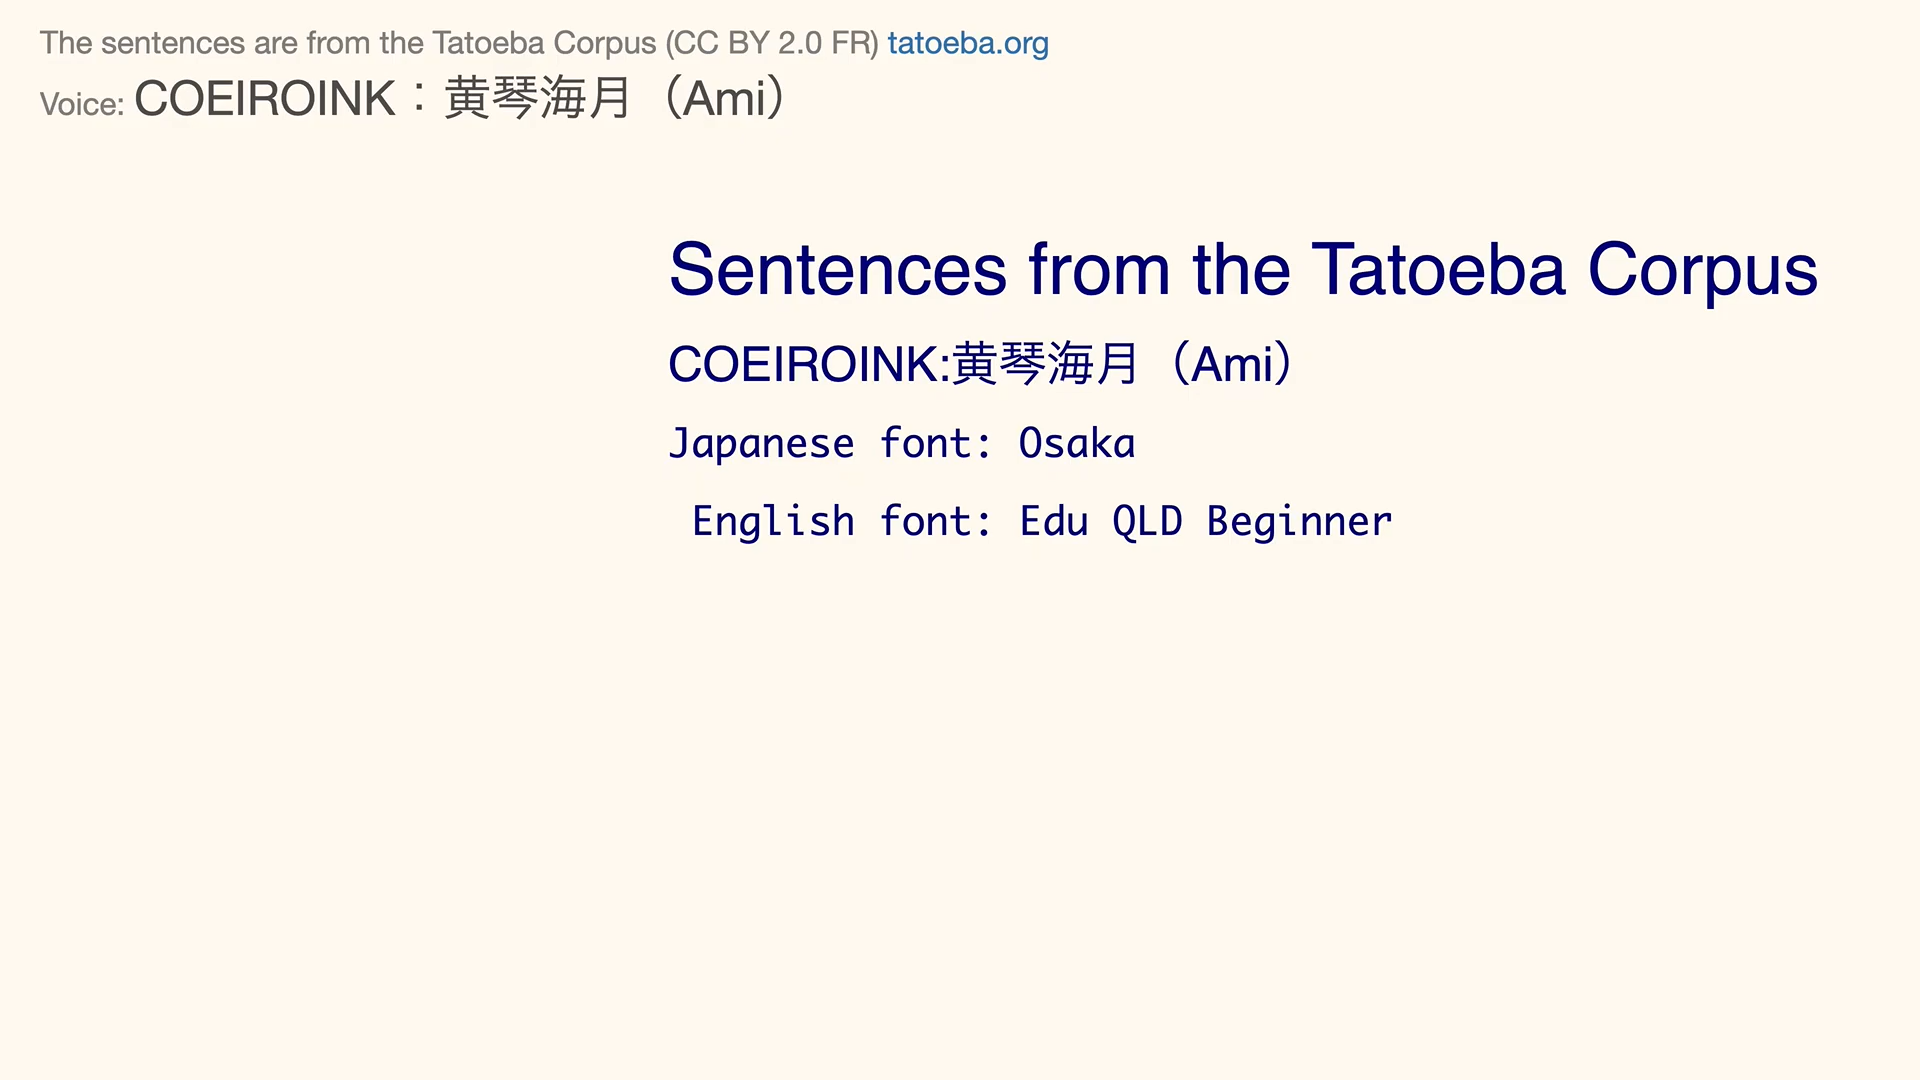 The sentences are from the Tatoeba Corpus (CC BY 2.0 FR) tatoeba.org
Voice: COEIROINK：黄琴海月（Ami）
Sentences from the Tatoeba Corpus
COEIROINK:黄琴海月（Ami）
Japanese font: Osaka
English font: Edu QLD Beginner